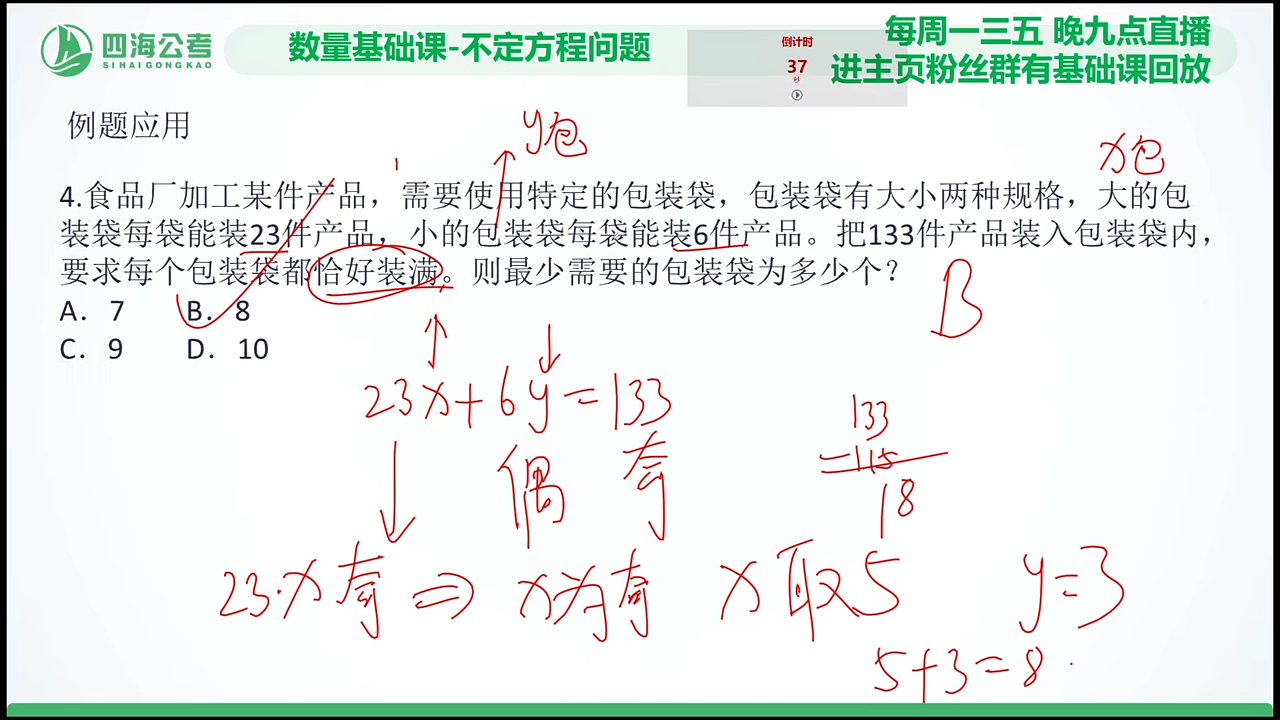 四海公考
SIHAIGONGKAO
数量基础课-不定方程问题
倒计时
37
秒
每周一三五 晚九点直播
进主页粉丝群有基础课回放
例题应用
y包
x包
4.食品厂加工某件产品，需要使用特定的包装袋，包装袋有大小两种规格，大的包
装袋每袋能装23件产品，小的包装袋每袋能装6件产品。把133件产品装入包装袋内，
要求每个包装袋都恰好装满。则最少需要的包装袋为多少个？
A．7 B．8
C．9 D．10
B
23x+6y=133
偶 奇
133
-115
18
23·x奇⇒x为奇 x取5 y=3
5+3=8